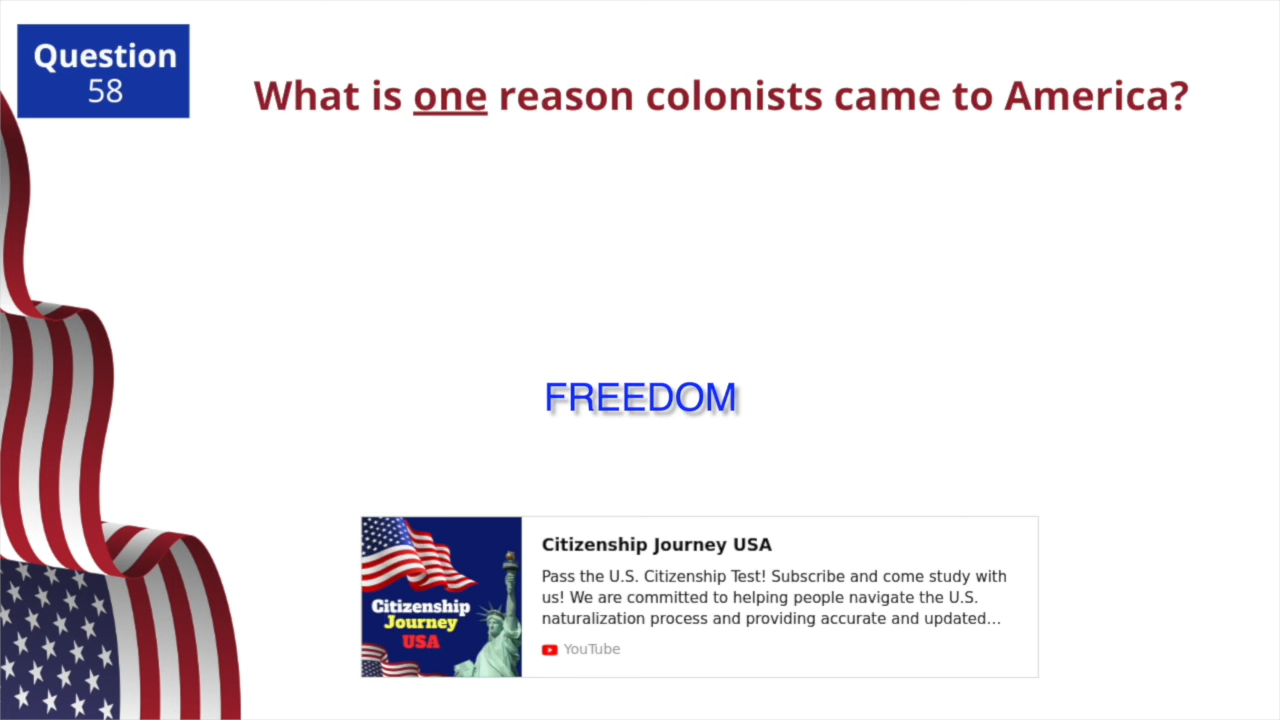 Question
58
What is one reason colonists came to America?
FREEDOM
Citizenship Journey USA
Pass the U.S. Citizenship Test! Subscribe and come study with
us! We are committed to helping people navigate the U.S.
naturalization process and providing accurate and updated...
YouTube
Citizenship
Journey
USA